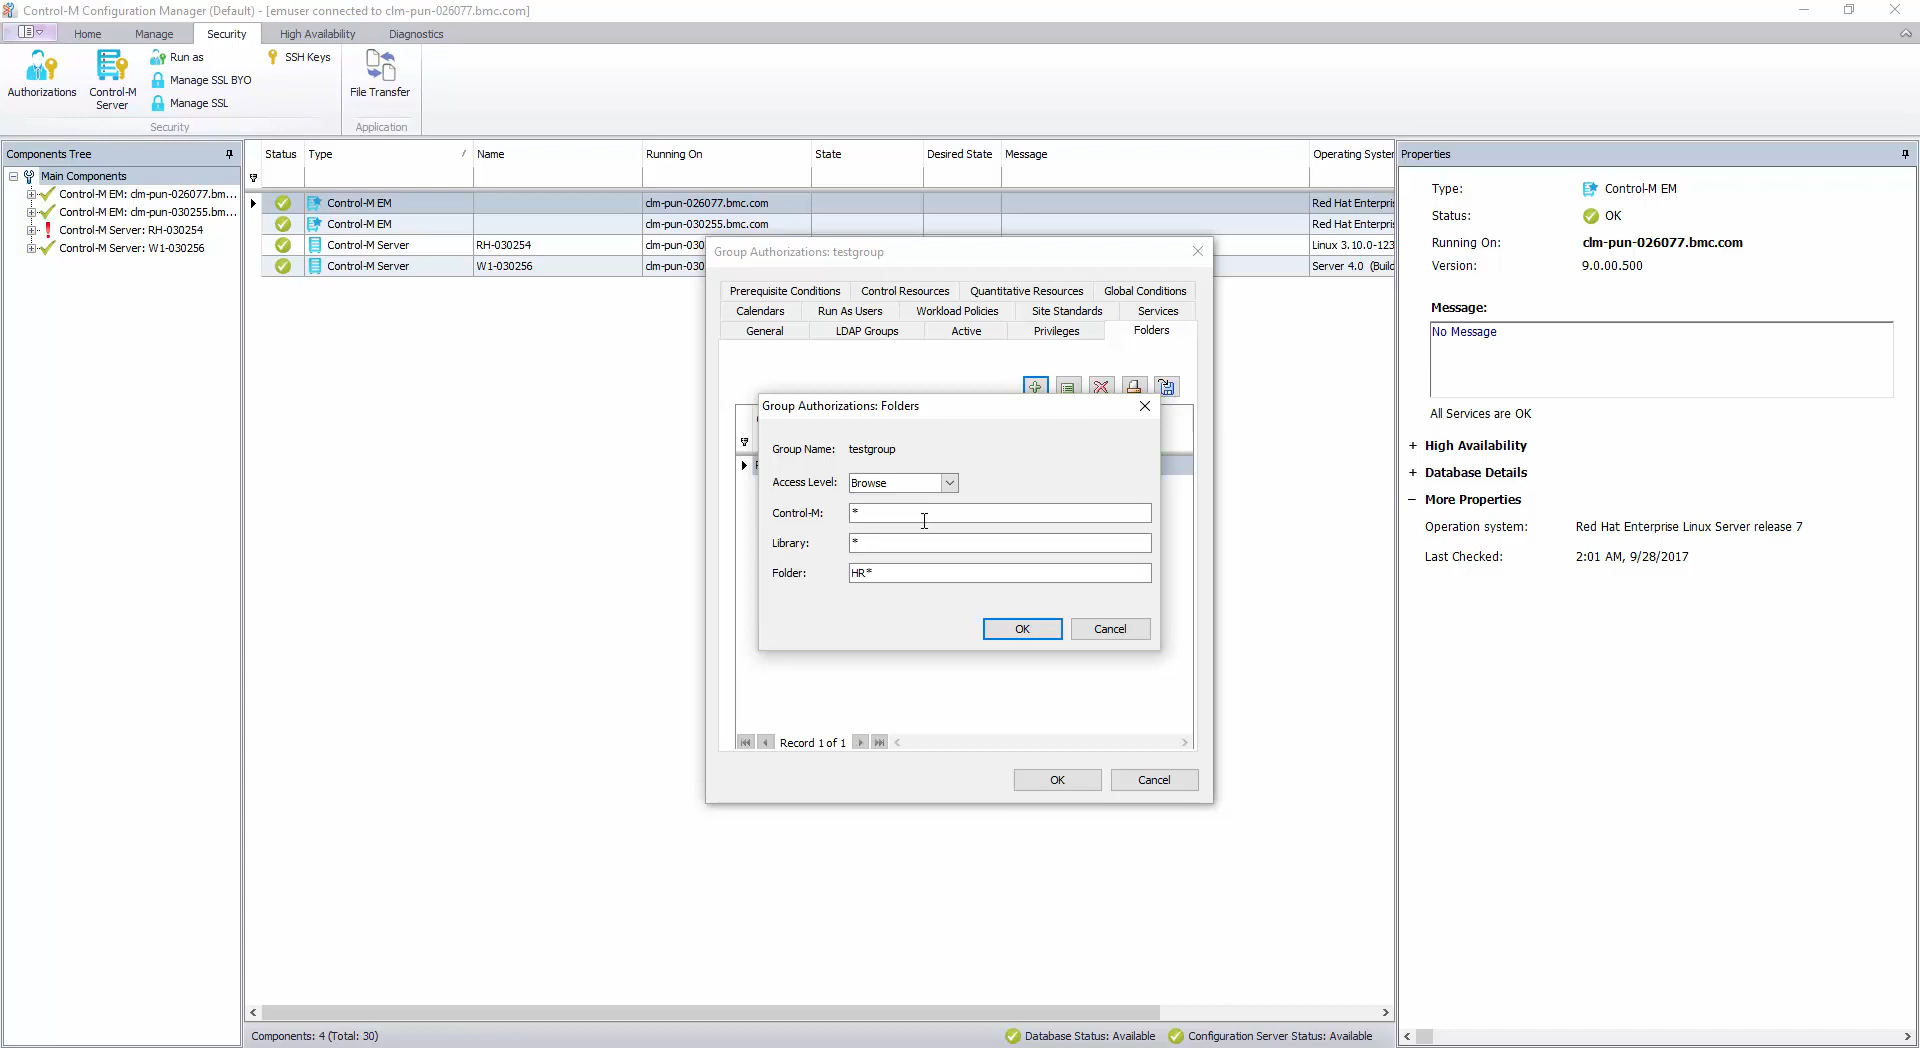 Control-M Configuration Manager (Default) - [emuser connected to clm-pun-026077.bmc.com]
Home Manage Security High Availability Diagnostics
Authorizations
Control-M Server
Run as
Manage SSL BYO
Manage SSL
SSH Keys
File Transfer
Security
Application
Components Tree
Main Components
Control-M EM: clm-pun-026077.bm...
Control-M EM: clm-pun-030255.bm...
Control-M Server: RH-030254
Control-M Server: W1-030256
Status Type / Name Running On State Desired State Message Operating System
Control-M EM clm-pun-026077.bmc.com Red Hat Enterpris
Control-M EM clm-pun-030255.bmc.com Red Hat Enterpris
Control-M Server RH-030254 clm-pun-030 Linux 3.10.0-123
Control-M Server W1-030256 clm-pun-030 Server 4.0 (Build
Group Authorizations: testgroup
Prerequisite Conditions Control Resources Quantitative Resources Global Conditions
Calendars Run As Users Workload Policies Site Standards Services
General LDAP Groups Active Privileges Folders
Group Authorizations: Folders
Group Name: testgroup
Access Level: Browse
Control-M: *
Library: *
Folder: HR*
OK Cancel
Record 1 of 1
OK Cancel
Properties
Type: Control-M EM
Status: OK
Running On: clm-pun-026077.bmc.com
Version: 9.0.00.500
Message:
No Message
All Services are OK
+ High Availability
+ Database Details
− More Properties
Operation system: Red Hat Enterprise Linux Server release 7
Last Checked: 2:01 AM, 9/28/2017
Components: 4 (Total: 30)
Database Status: Available
Configuration Server Status: Available